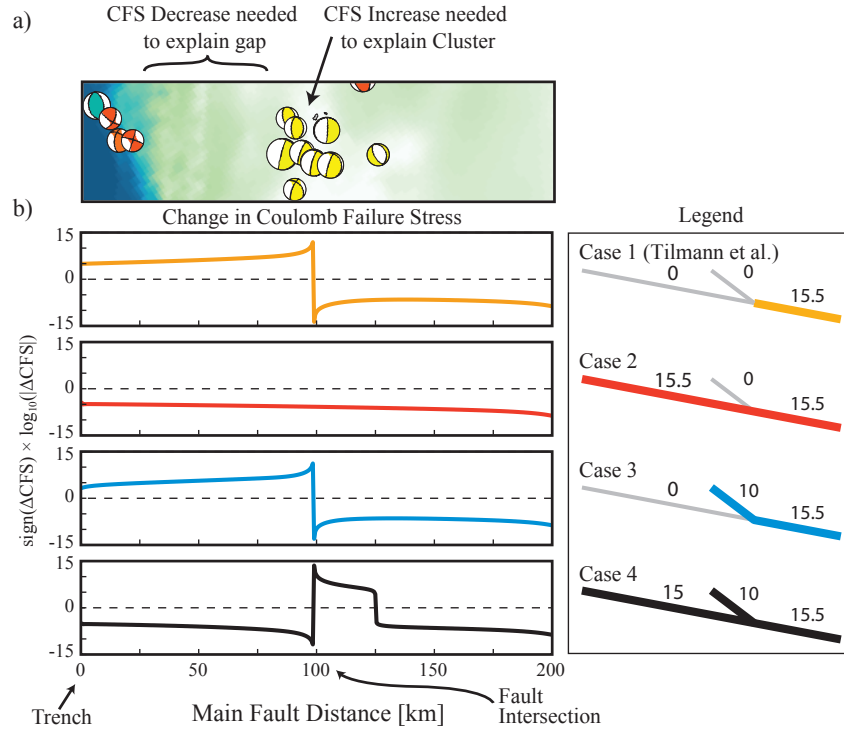 a)
CFS Decrease needed
to explain gap
CFS Increase needed
to explain Cluster
b)
Change in Coulomb Failure Stress
Legend
sign(ΔCFS) × log₁₀(|ΔCFS|)
15
0
-15
15
0
-15
15
0
-15
15
0
-15
0
50
100
150
200
Trench
Main Fault Distance [km]
Fault
Intersection
Case 1 (Tilmann et al.)
0
0
15.5
Case 2
15.5
0
15.5
Case 3
0
10
15.5
Case 4
15
10
15.5